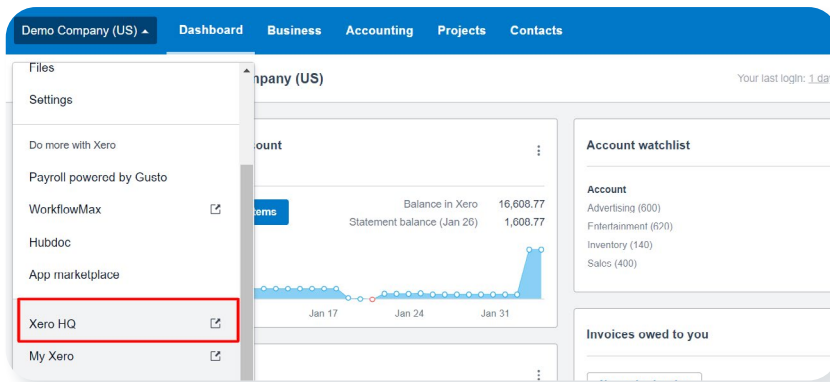 Demo Company (US) Dashboard Business Accounting Projects Contacts
Files
Settings
Do more with Xero
Payroll powered by Gusto
WorkflowMax
Hubdoc
App marketplace
Xero HQ
My Xero
mpany (US)
Your last login: 1 da
ount
ems
Balance in Xero 16,608.77
Statement balance (Jan 26) 1,608.77
Jan 17 Jan 24 Jan 31
Account watchlist
Account
Advertising (600)
Entertainment (620)
Inventory (140)
Sales (400)
Invoices owed to you